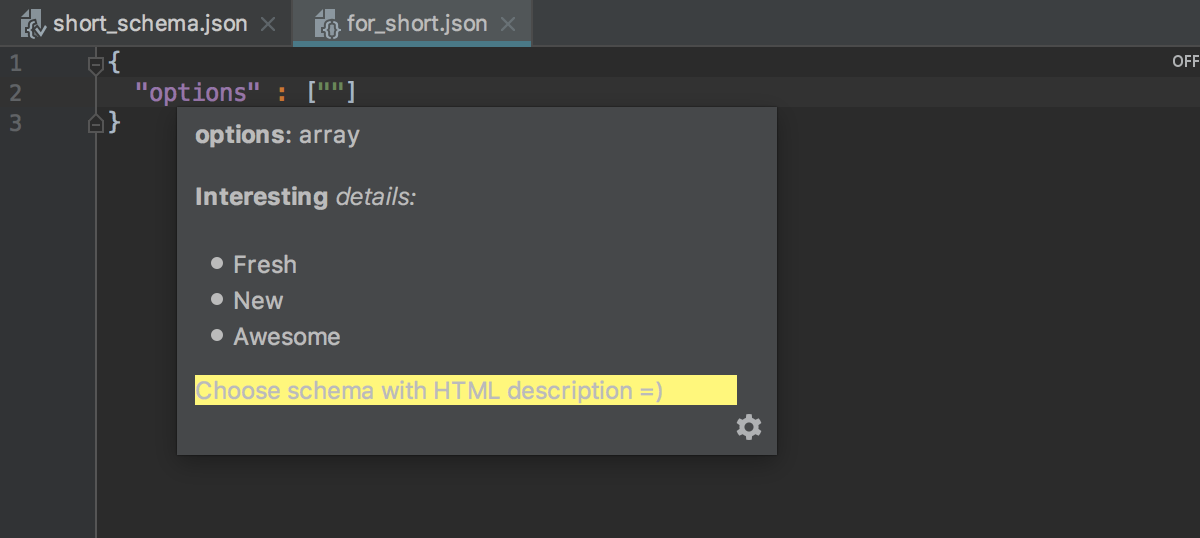 short_schema.json for_short.json
1 {
OFF
2 "options" : [""]
3 }
options: array
Interesting details:
Fresh
New
Awesome
Choose schema with HTML description =)